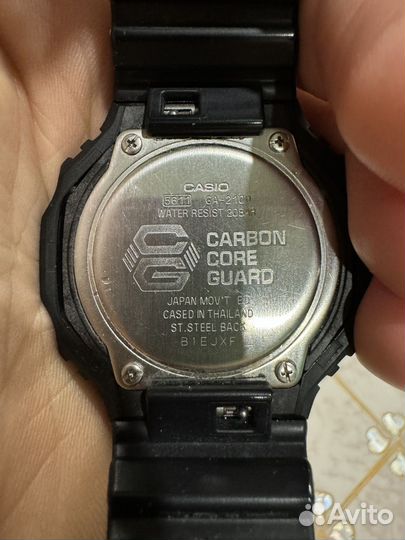 CASIO
5611 GA-2100
WATER RESIST 20BAR
CARBON
CORE
GUARD
JAPAN MOV'T
CASED IN THAILAND
ST.STEEL BACK
B1EJXF
Avito